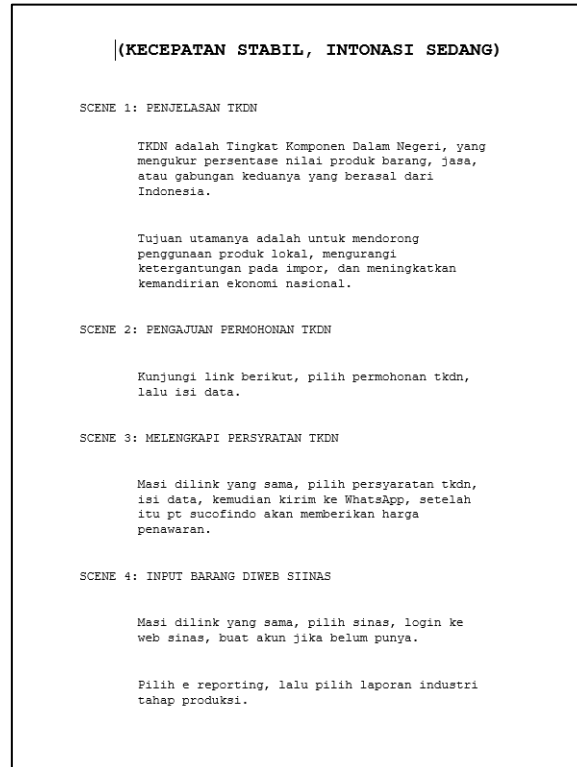 (KECEPATAN STABIL, INTONASI SEDANG)
SCENE 1: PENJELASAN TKDN
TKDN adalah Tingkat Komponen Dalam Negeri, yang
mengukur persentase nilai produk barang, jasa,
atau gabungan keduanya yang berasal dari
Indonesia.
Tujuan utamanya adalah untuk mendorong
penggunaan produk lokal, mengurangi
ketergantungan pada impor, dan meningkatkan
kemandirian ekonomi nasional.
SCENE 2: PENGAJUAN PERMOHONAN TKDN
Kunjungi link berikut, pilih permohonan tkdn,
lalu isi data.
SCENE 3: MELENGKAPI PERSYRATAN TKDN
Masi dilink yang sama, pilih persyaratan tkdn,
isi data, kemudian kirim ke WhatsApp, setelah
itu pt sucofindo akan memberikan harga
penawaran.
SCENE 4: INPUT BARANG DIWEB SIINAS
Masi dilink yang sama, pilih sinas, login ke
web sinas, buat akun jika belum punya.
Pilih e reporting, lalu pilih laporan industri
tahap produksi.